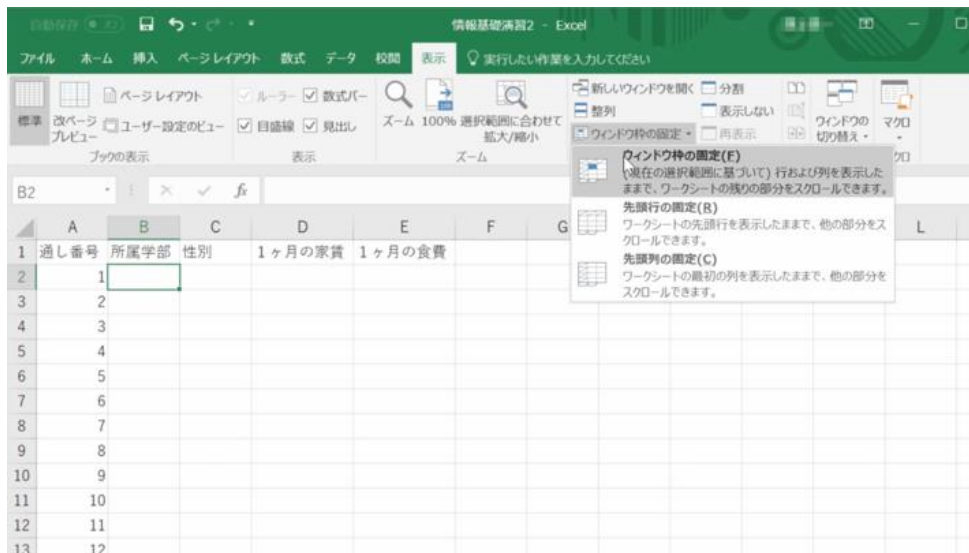 自動保存 オフ
情報基礎演習2 - Excel
ファイル ホーム 挿入 ページ レイアウト 数式 データ 校閲 表示 実行したい作業を入力してください
標準
改ページ
プレビュー
ページ レイアウト
ユーザー設定のビュー
ブックの表示
ルーラー 数式バー
目盛線 見出し
表示
ズーム 100% 選択範囲に合わせて
拡大/縮小
ズーム
新しいウィンドウを開く
整列
ウィンドウ枠の固定
分割
表示しない
再表示
ウィンドウの
切り替え
マクロ
ウィンドウ枠の固定(F)
(現在の選択範囲に基づいて) 行および列を表示した
ままで、ワークシートの残りの部分をスクロールできます。
先頭行の固定(R)
ワークシートの先頭行を表示したままで、他の部分をス
クロールできます。
先頭列の固定(C)
ワークシートの最初の列を表示したままで、他の部分を
スクロールできます。
B2 fx
A B C D E F G L
1 通し番号 所属学部 性別 1ヶ月の家賃 1ヶ月の食費
2 1
3 2
4 3
5 4
6 5
7 6
8 7
9 8
10 9
11 10
12 11
13 12